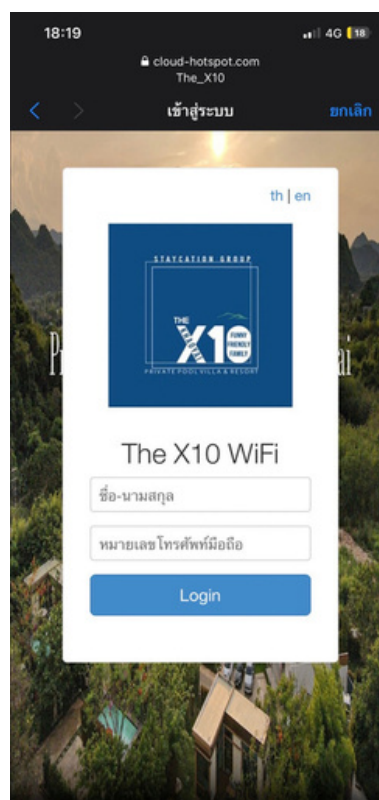 18:19
4G 18
cloud-hotspot.com
The_X10
เข้าสู่ระบบ
ยกเลิก
th | en
STAYCATION GROUP
THE
KHAOYAI
X10
FUNNY
FRIENDLY
FAMILY
PRIVATE POOL VILLA & RESORT
The X10 WiFi
ชื่อ-นามสกุล
หมายเลขโทรศัพท์มือถือ
Login